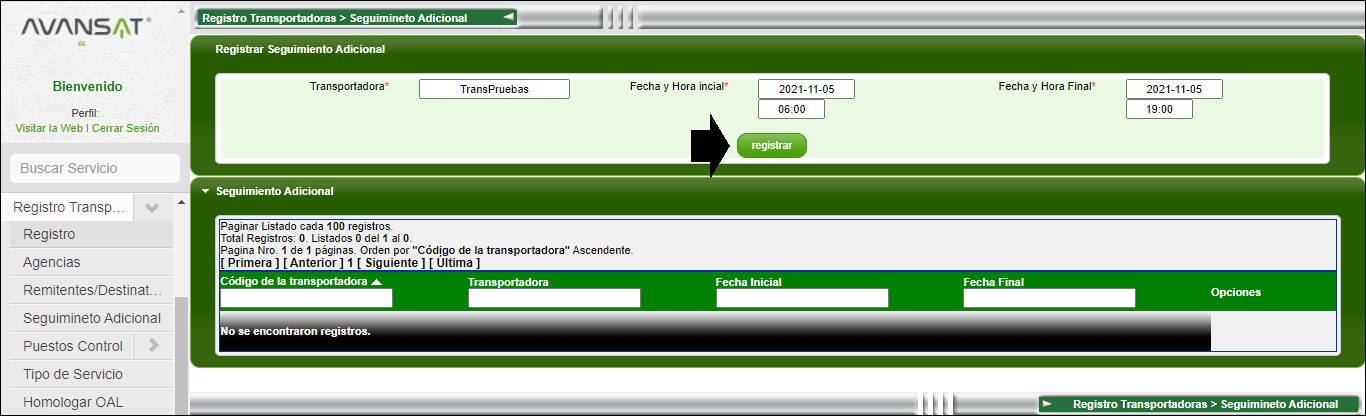 AVANSAT®
GL
Bienvenido
Perfil:
Visitar la Web I Cerrar Sesión
Buscar Servicio
Registro Transp...
Registro
Agencias
Remitentes/Destinat...
Seguimineto Adicional
Puestos Control
Tipo de Servicio
Homologar OAL
Registro Transportadoras > Seguimineto Adicional
Registrar Seguimiento Adicional
Transportadora* TransPruebas Fecha y Hora incial* 2021-11-05 Fecha y Hora Final* 2021-11-05
06:00 19:00
registrar
Seguimiento Adicional
Paginar Listado cada 100 registros.
Total Registros: 0. Listados 0 del 1 al 0.
Pagina Nro. 1 de 1 páginas. Orden por "Código de la transportadora" Ascendente.
[ Primera ] [ Anterior ] 1 [ Siguiente ] [ Última ]
Código de la transportadora Transportadora Fecha Inicial Fecha Final Opciones
No se encontraron registros.
Registro Transportadoras > Seguimineto Adicional